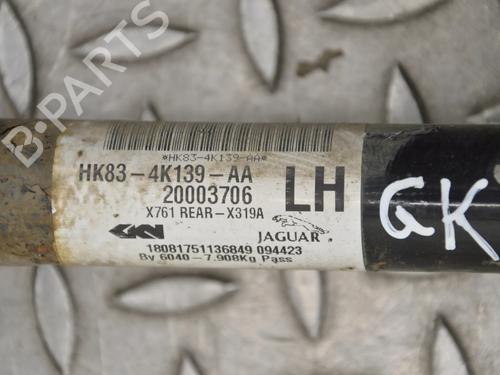 B-PARTS
*HK83-4K139-AA*
HK83-4K139-AA
LH
20003706
X761 REAR-X319A
GKN
JAGUAR
18081751136849 094423
By 6040-7.908Kg Pass
GK